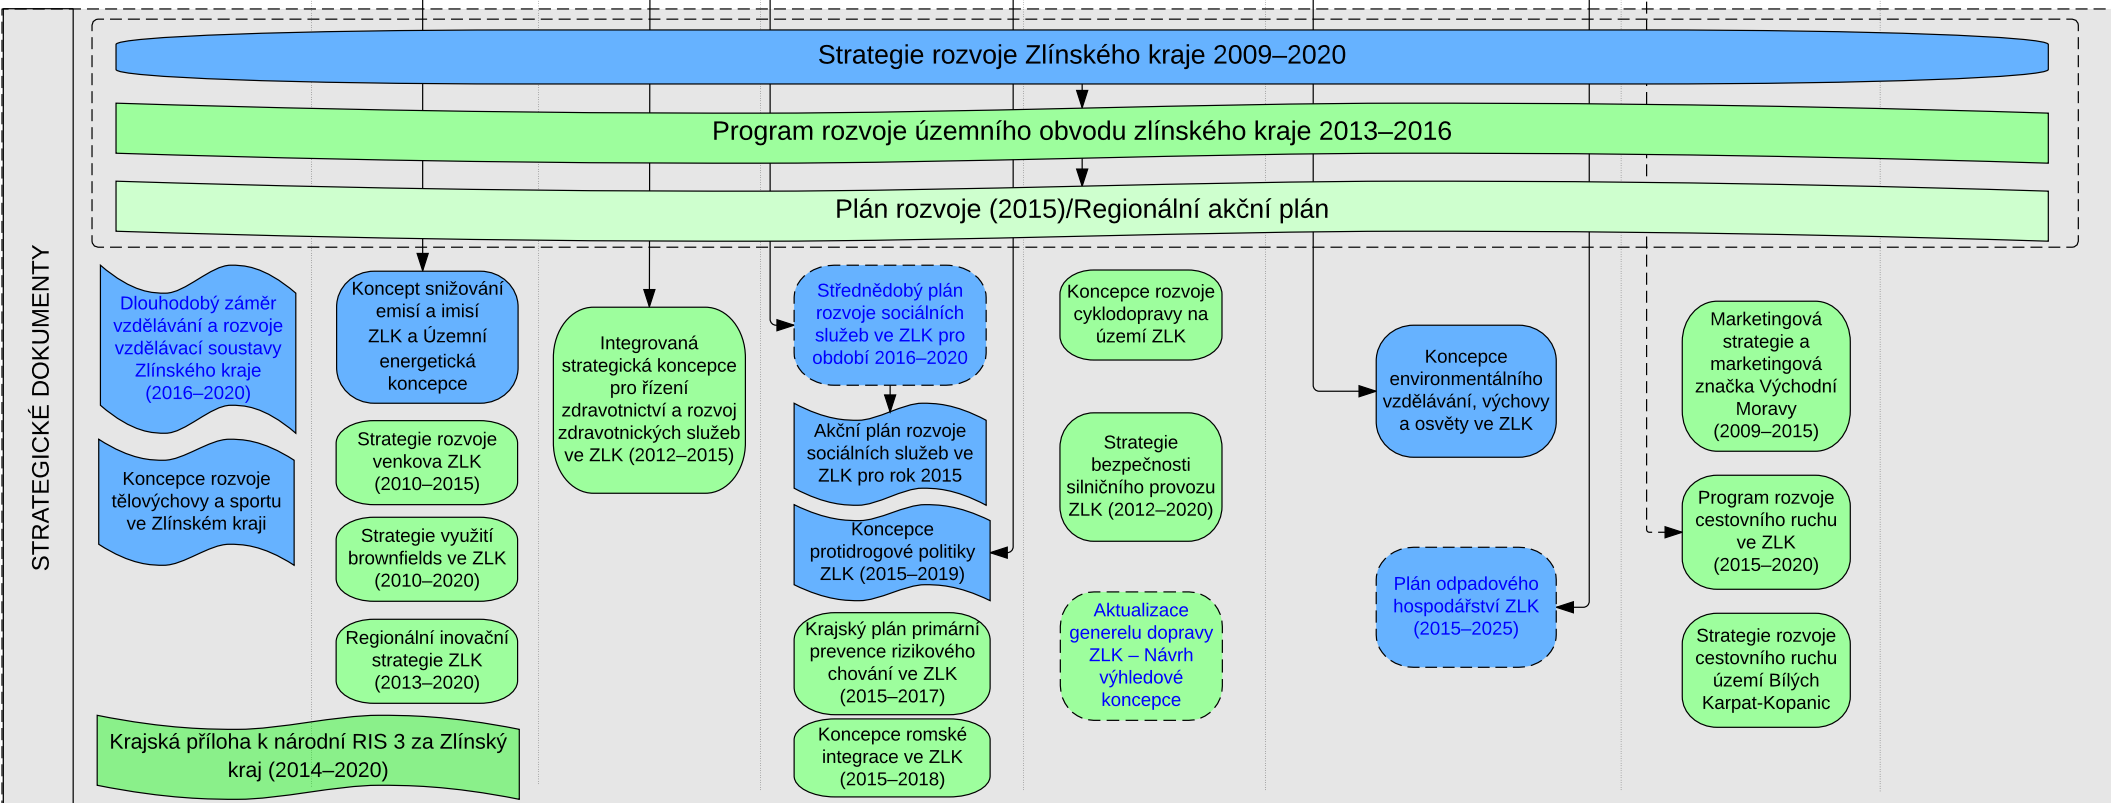 STRATEGICKÉ DOKUMENTY
Strategie rozvoje Zlínského kraje 2009–2020
Program rozvoje územního obvodu zlínského kraje 2013–2016
Plán rozvoje (2015)/Regionální akční plán
Dlouhodobý záměr
vzdělávání a rozvoje
vzdělávací soustavy
Zlínského kraje
(2016–2020)
Koncepce rozvoje
tělovýchovy a sportu
ve Zlínském kraji
Koncept snižování
emisí a imisí
ZLK a Územní
energetická
koncepce
Strategie rozvoje
venkova ZLK
(2010–2015)
Strategie využití
brownfields ve ZLK
(2010–2020)
Regionální inovační
strategie ZLK
(2013–2020)
Krajská příloha k národní RIS 3 za Zlínský
kraj (2014–2020)
Integrovaná
strategická koncepce
pro řízení
zdravotnictví a rozvoj
zdravotnických služeb
ve ZLK (2012–2015)
Střednědobý plán
rozvoje sociálních
služeb ve ZLK pro
období 2016–2020
Akční plán rozvoje
sociálních služeb ve
ZLK pro rok 2015
Koncepce
protidrogové politiky
ZLK (2015–2019)
Krajský plán primární
prevence rizikového
chování ve ZLK
(2015–2017)
Koncepce romské
integrace ve ZLK
(2015–2018)
Koncepce rozvoje
cyklodopravy na
území ZLK
Strategie
bezpečnosti
silničního provozu
ZLK (2012–2020)
Aktualizace
generelu dopravy
ZLK – Návrh
výhledové
koncepce
Koncepce
environmentálního
vzdělávání, výchovy
a osvěty ve ZLK
Plán odpadového
hospodářství ZLK
(2015–2025)
Marketingová
strategie a
marketingová
značka Východní
Moravy
(2009–2015)
Program rozvoje
cestovního ruchu
ve ZLK
(2015–2020)
Strategie rozvoje
cestovního ruchu
území Bílých
Karpat-Kopanic